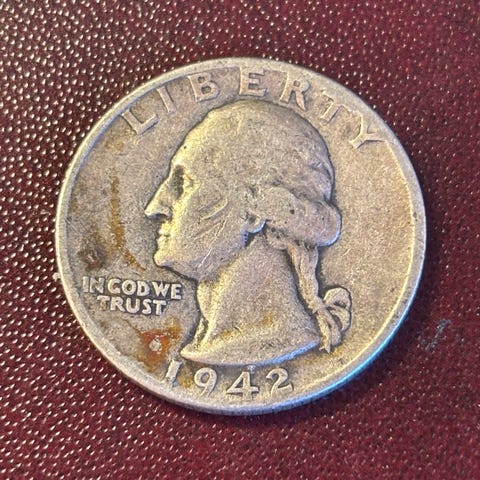 LIBERTY
IN GOD WE
TRUST
1942